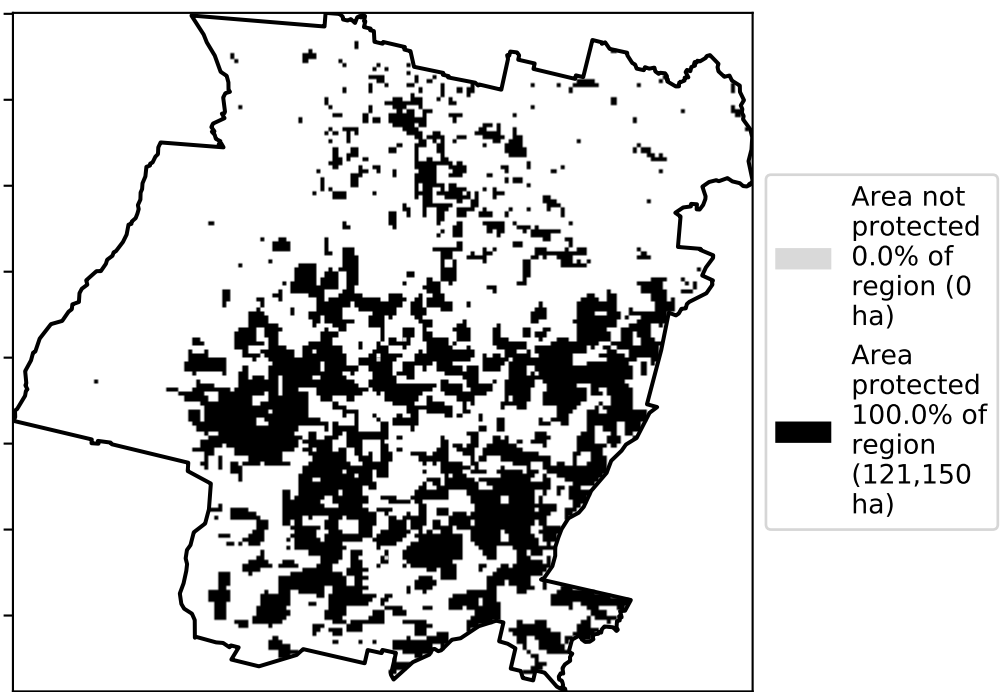 Area not
protected
0.0% of
region (0
ha)
Area
protected
100.0% of
region
(121,150
ha)